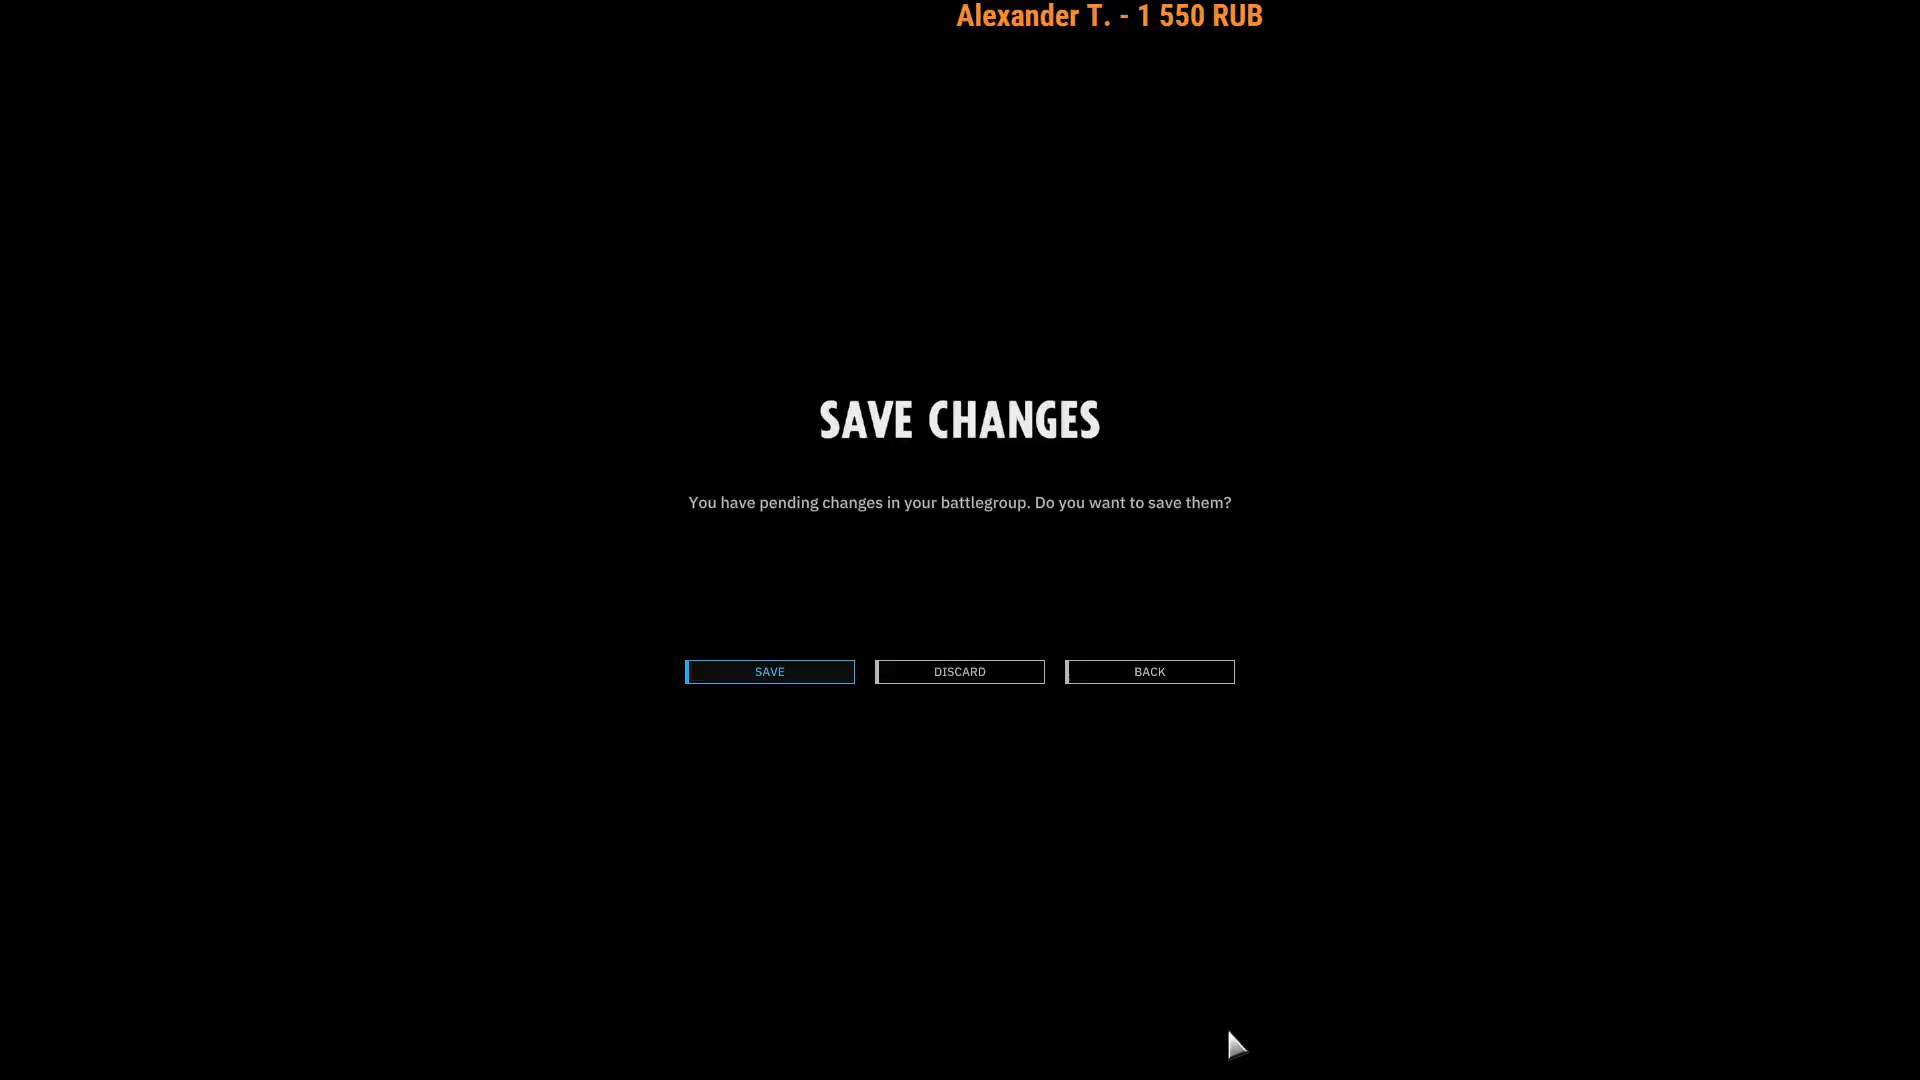 Alexander T. - 1 550 RUB
SAVE CHANGES
You have pending changes in your battlegroup. Do you want to save them?
SAVE
DISCARD
BACK